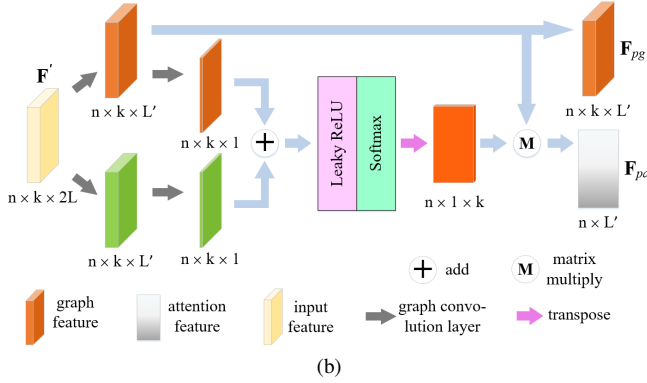 F′
n × k × 2L
n × k × L′
n × k × 1
n × k × L′
n × k × 1
+
Leaky ReLU
Softmax
n × 1 × k
M
F_pg
n × k × L′
F_pa
n × L′
+ add
M matrix
multiply
graph
feature
attention
feature
input
feature
graph convo-
lution layer
transpose
(b)